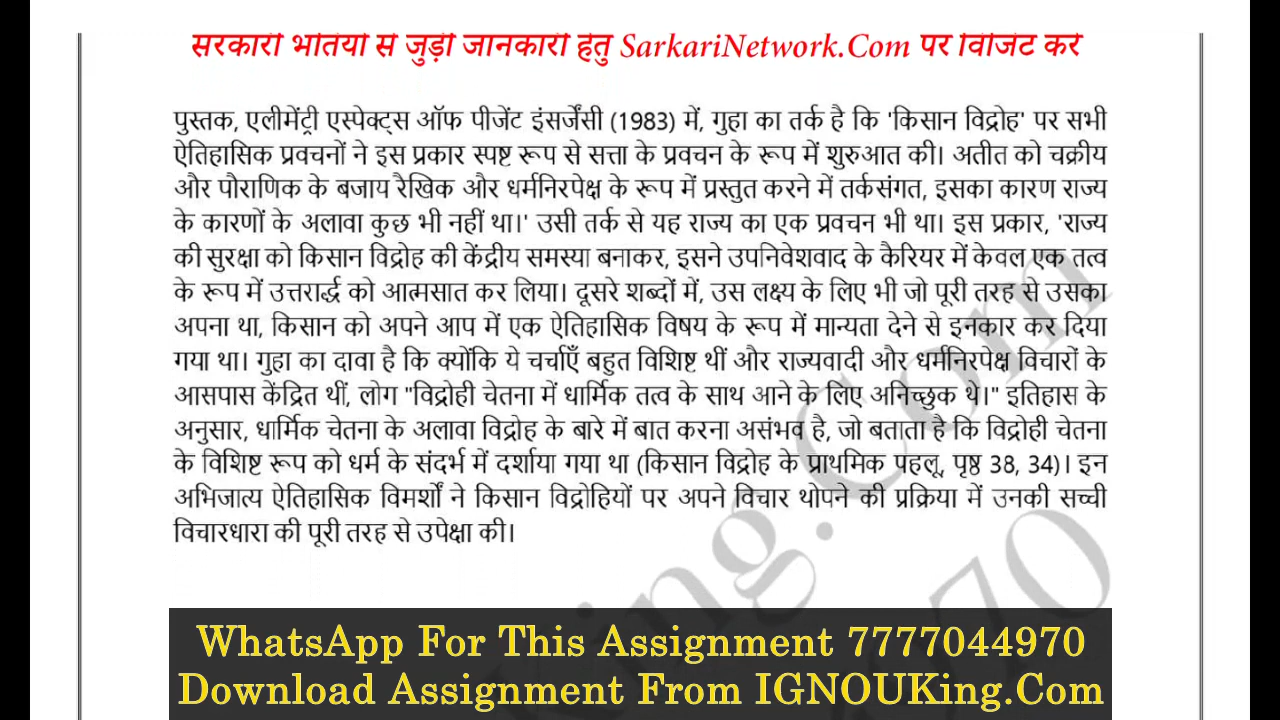 सरकारी भर्तियों से जुड़ी जानकारी हेतु SarkariNetwork.Com पर विजिट करें
पुस्तक, एलीमेंट्री एस्पेक्ट्स ऑफ पीजेंट इंसर्जेंसी (1983) में, गुहा का तर्क है कि 'किसान विद्रोह' पर सभी
ऐतिहासिक प्रवचनों ने इस प्रकार स्पष्ट रूप से सत्ता के प्रवचन के रूप में शुरुआत की। अतीत को चक्रीय
और पौराणिक के बजाय रैखिक और धर्मनिरपेक्ष के रूप में प्रस्तुत करने में तर्कसंगत, इसका कारण राज्य
के कारणों के अलावा कुछ भी नहीं था।' उसी तर्क से यह राज्य का एक प्रवचन भी था। इस प्रकार, 'राज्य
की सुरक्षा को किसान विद्रोह की केंद्रीय समस्या बनाकर, इसने उपनिवेशवाद के कैरियर में केवल एक तत्व
के रूप में उत्तरार्द्ध को आत्मसात कर लिया। दूसरे शब्दों में, उस लक्ष्य के लिए भी जो पूरी तरह से उसका
अपना था, किसान को अपने आप में एक ऐतिहासिक विषय के रूप में मान्यता देने से इनकार कर दिया
गया था। गुहा का दावा है कि क्योंकि ये चर्चाएँ बहुत विशिष्ट थीं और राज्यवादी और धर्मनिरपेक्ष विचारों के
आसपास केंद्रित थीं, लोग "विद्रोही चेतना में धार्मिक तत्व के साथ आने के लिए अनिच्छुक थे।" इतिहास के
अनुसार, धार्मिक चेतना के अलावा विद्रोह के बारे में बात करना असंभव है, जो बताता है कि विद्रोही चेतना
के विशिष्ट रूप को धर्म के संदर्भ में दर्शाया गया था (किसान विद्रोह के प्राथमिक पहलू, पृष्ठ 38, 34)। इन
अभिजात्य ऐतिहासिक विमर्शों ने किसान विद्रोहियों पर अपने विचार थोपने की प्रक्रिया में उनकी सच्ची
विचारधारा की पूरी तरह से उपेक्षा की।
WhatsApp For This Assignment 7777044970
Download Assignment From IGNOUKing.Com